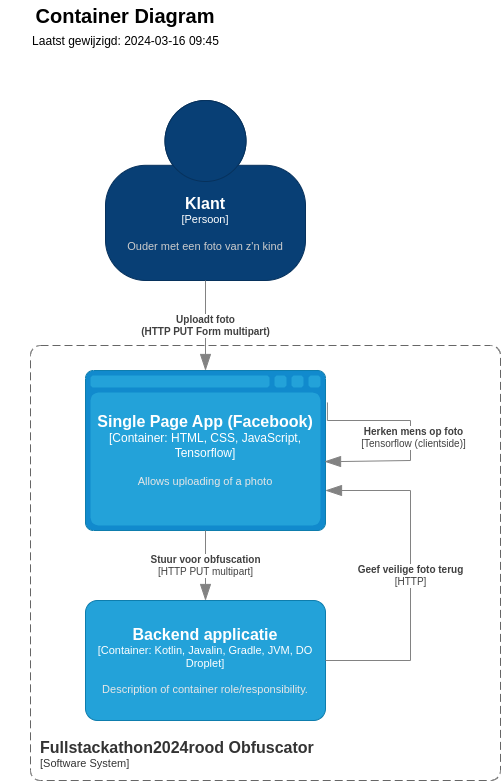 Container Diagram
Laatst gewijzigd: 2024-03-16 09:45
Klant
[Persoon]
Ouder met een foto van z'n kind
Uploadt foto
(HTTP PUT Form multipart)
Single Page App (Facebook)
[Container: HTML, CSS, JavaScript,
Tensorflow]
Allows uploading of a photo
Herken mens op foto
[Tensorflow (clientside)]
Stuur voor obfuscation
[HTTP PUT multipart]
Geef veilige foto terug
[HTTP]
Backend applicatie
[Container: Kotlin, Javalin, Gradle, JVM, DO
Droplet]
Description of container role/responsibility.
Fullstackathon2024rood Obfuscator
[Software System]